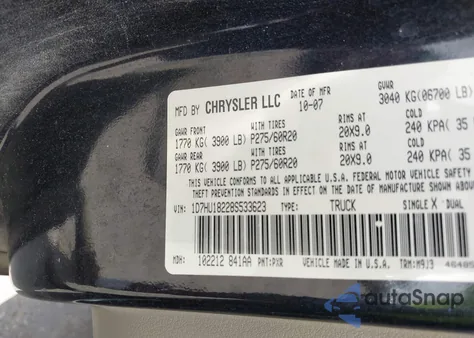 MFD BY CHRYSLER LLC DATE OF MFR 10-07 GVWR 3040 KG(06700 LB)
GAWR FRONT WITH TIRES RIMS AT COLD
1770 KG( 3900 LB) P275/60R20 20X9.0 240 KPA( 35
GAWR REAR WITH TIRES RIMS AT COLD
1770 KG( 3900 LB) P275/60R20 20X9.0 240 KPA( 35
THIS VEHICLE CONFORMS TO ALL APPLICABLE U.S.A. FEDERAL MOTOR VEHICLE SAFETY
IN EFFECT ON THE DATE OF MANUFACTURE SHOWN ABOVE.
VIN: 1D7HU18228S533623 TYPE: TRUCK SINGLE X DUAL
MDH: 102212 841AA PNT: PXR VEHICLE MADE IN U.S.A. TRM: M9J3
autoSnap